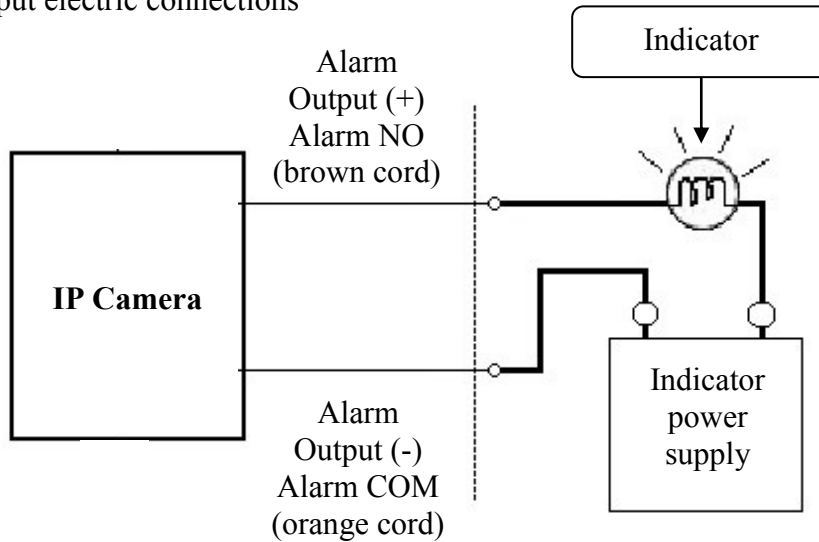 electric connections
Indicator
Alarm
Output (+)
Alarm NO
(brown cord)
IP Camera
Indicator
power
supply
Alarm
Output (-)
Alarm COM
(orange cord)